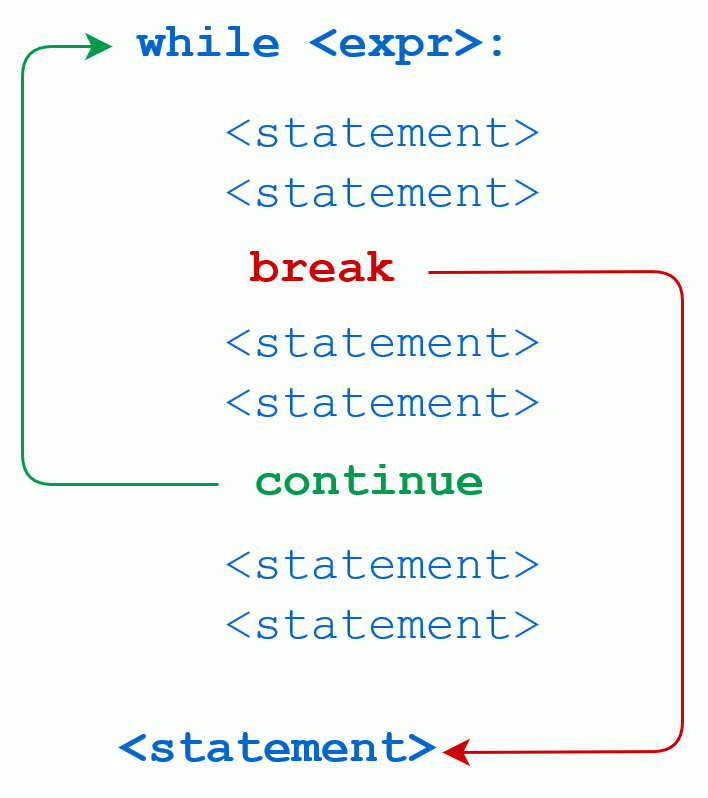 while <expr>:
<statement>
<statement>
break
<statement>
<statement>
continue
<statement>
<statement>
<statement>